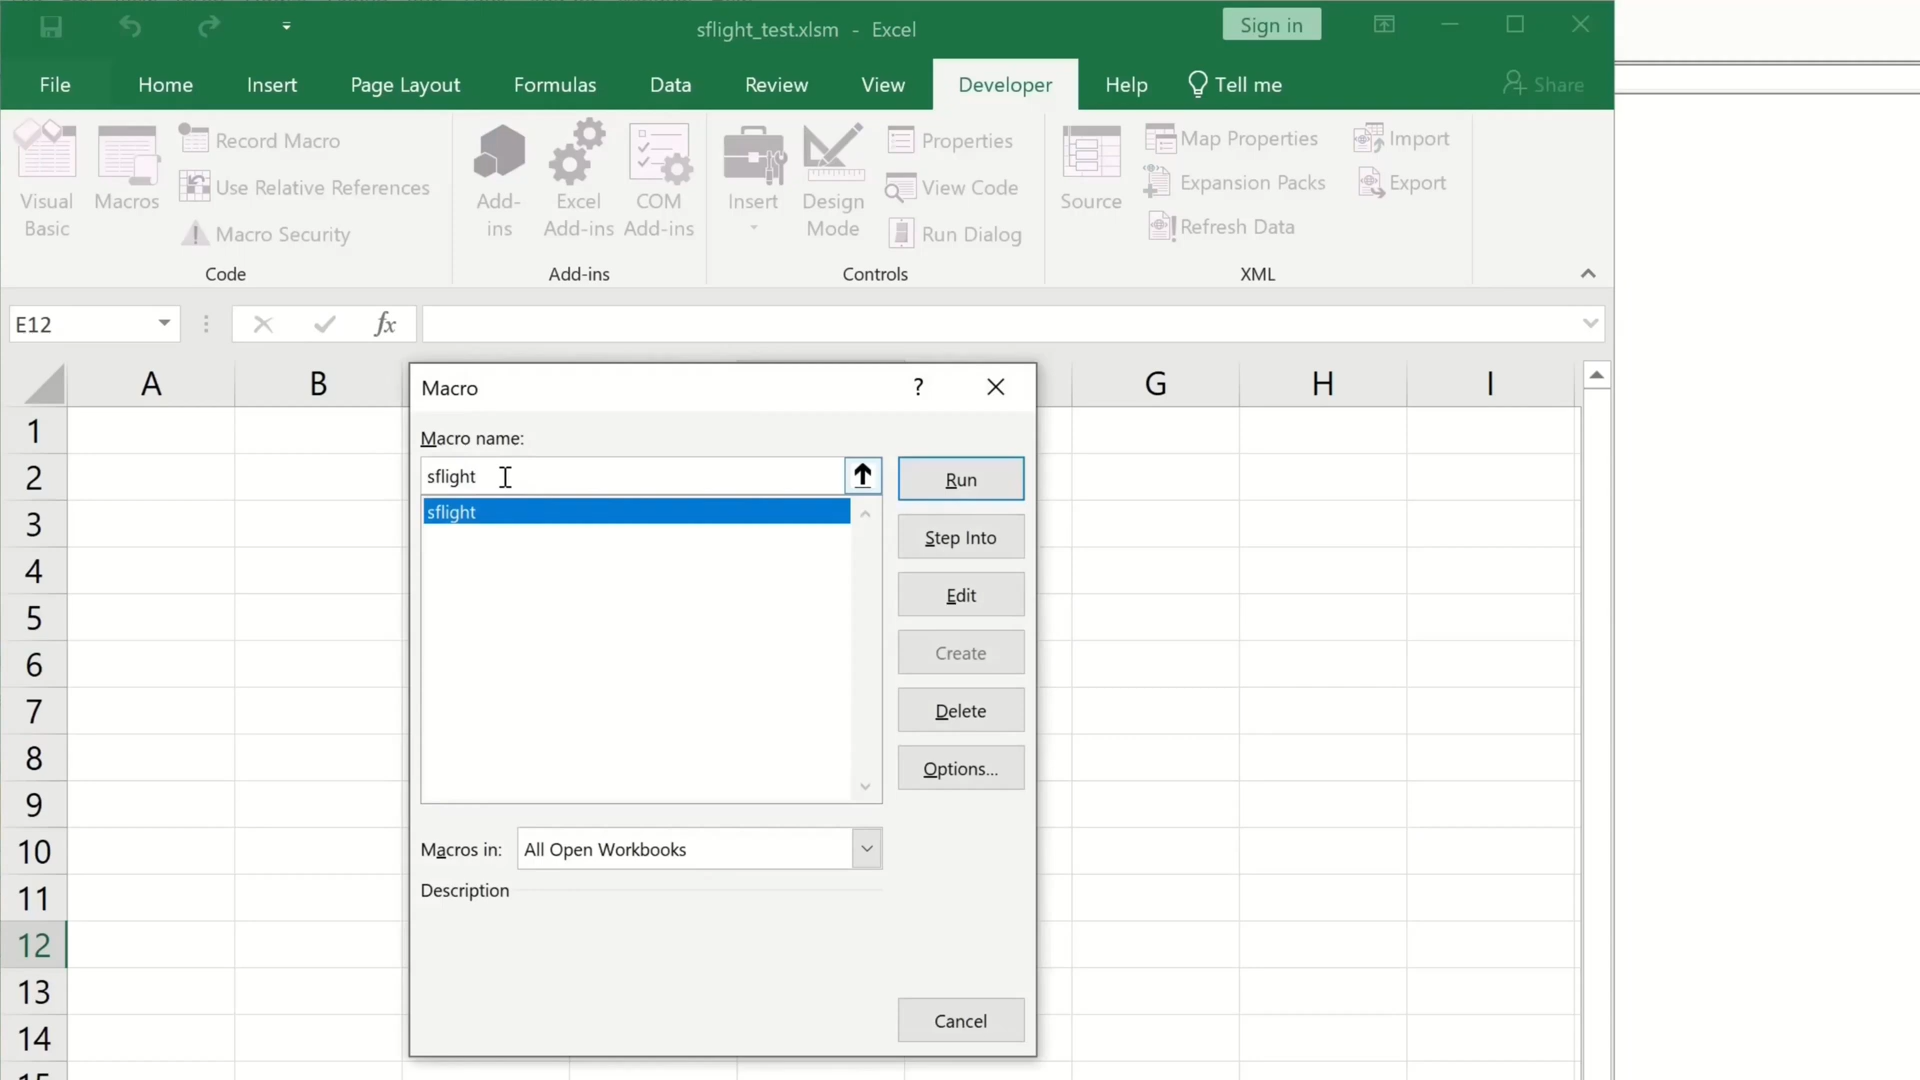 sflight_test.xlsm - Excel
Sign in
File Home Insert Page Layout Formulas Data Review View Developer Help Tell me Share
Visual Basic
Macros
Record Macro
Use Relative References
Macro Security
Code
Add-ins
Excel Add-ins
COM Add-ins
Add-ins
Insert
Design Mode
Properties
View Code
Run Dialog
Controls
Source
Map Properties
Expansion Packs
Refresh Data
Import
Export
XML
E12
fx
A B G H I
1
2
3
4
5
6
7
8
9
10
11
12
13
14
15
Macro ?
Macro name:
sflight
sflight
Run
Step Into
Edit
Create
Delete
Options...
Macros in: All Open Workbooks
Description
Cancel